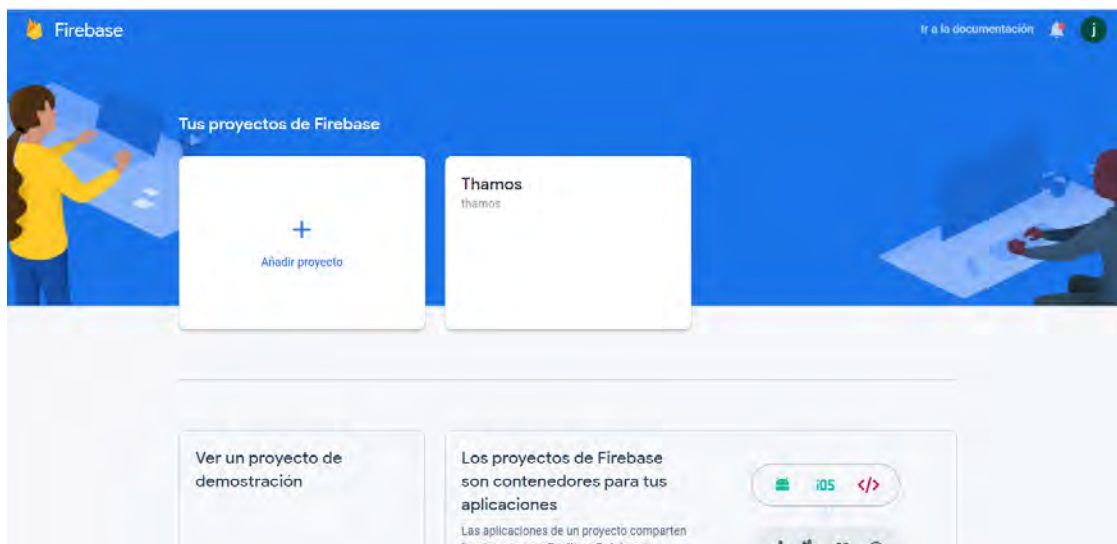 Firebase
Ir a la documentación
j
Tus proyectos de Firebase
Añadir proyecto
Thamos
thamos
Ver un proyecto de
demostración
Los proyectos de Firebase
son contenedores para tus
aplicaciones
iOS </>
Las aplicaciones de un proyecto comparten